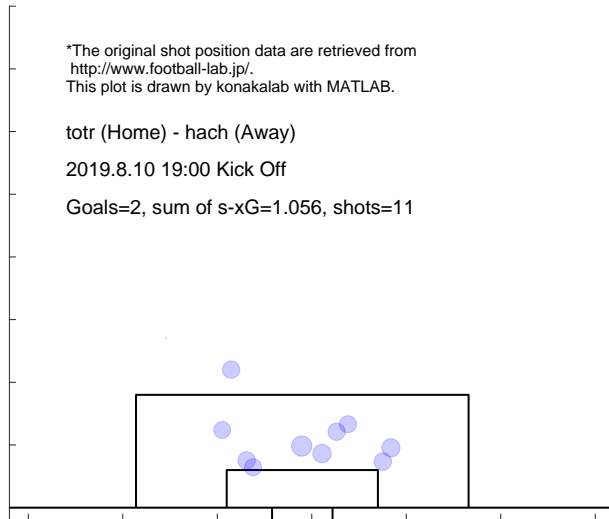 *The original shot position data are retrieved from
http://www.football-lab.jp/.
This plot is drawn by konakalab with MATLAB.
totr (Home) - hach (Away)
2019.8.10 19:00 Kick Off
Goals=2, sum of s-xG=1.056, shots=11